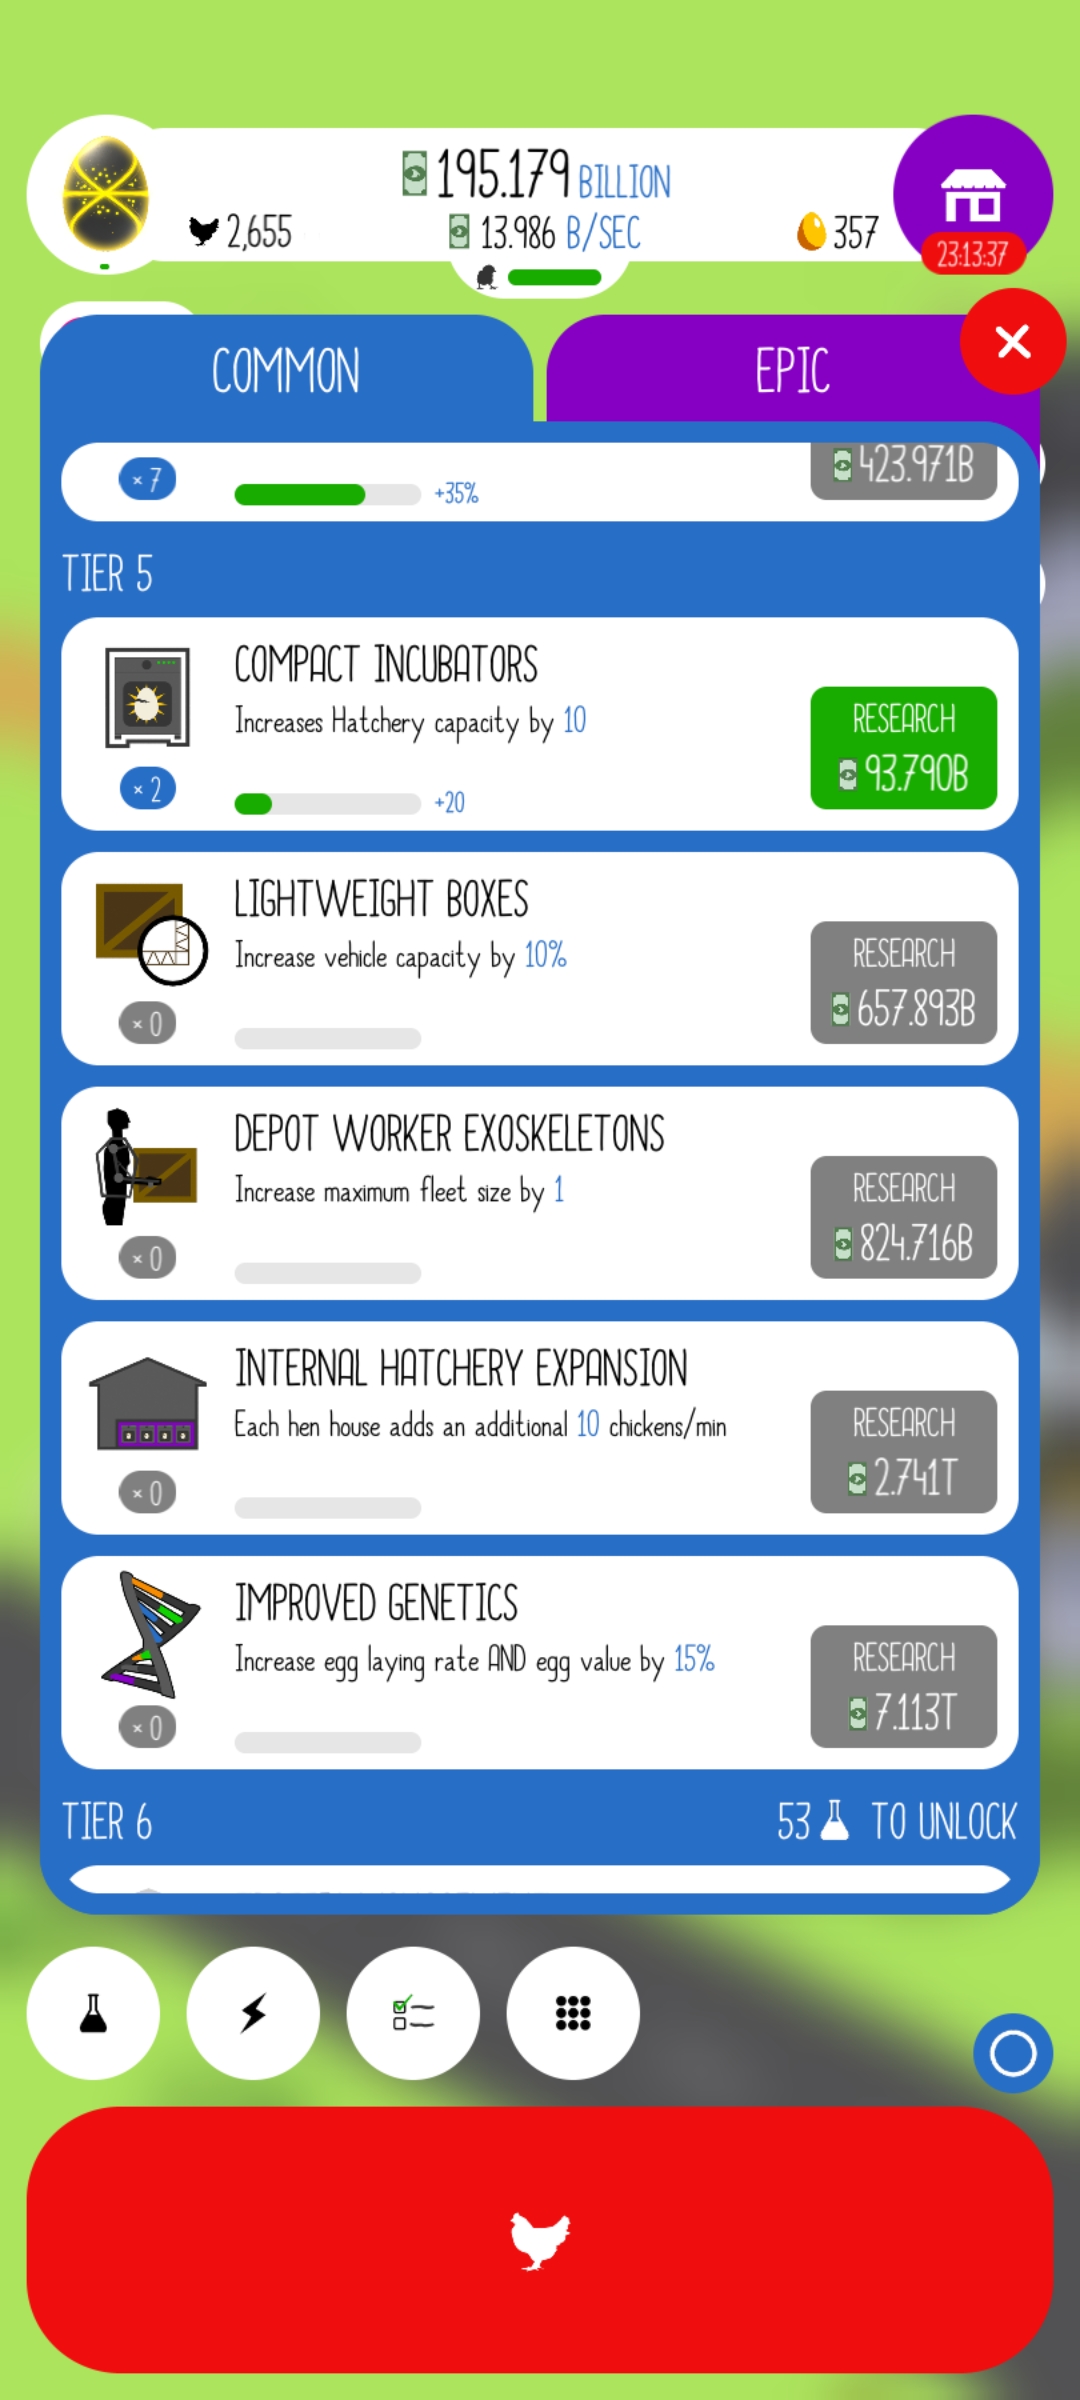 195.179 BILLION
2,655
13.986 B/SEC
357
23:13:37
COMMON
EPIC
×7
+35%
423.971B
TIER 5
COMPACT INCUBATORS
Increases Hatchery capacity by 10
RESEARCH
93.790B
×2
+20
LIGHTWEIGHT BOXES
Increase vehicle capacity by 10%
RESEARCH
657.893B
×0
DEPOT WORKER EXOSKELETONS
Increase maximum fleet size by 1
RESEARCH
824.716B
×0
INTERNAL HATCHERY EXPANSION
Each hen house adds an additional 10 chickens/min
RESEARCH
2.741T
×0
IMPROVED GENETICS
Increase egg laying rate AND egg value by 15%
RESEARCH
7.113T
×0
TIER 6
53 TO UNLOCK